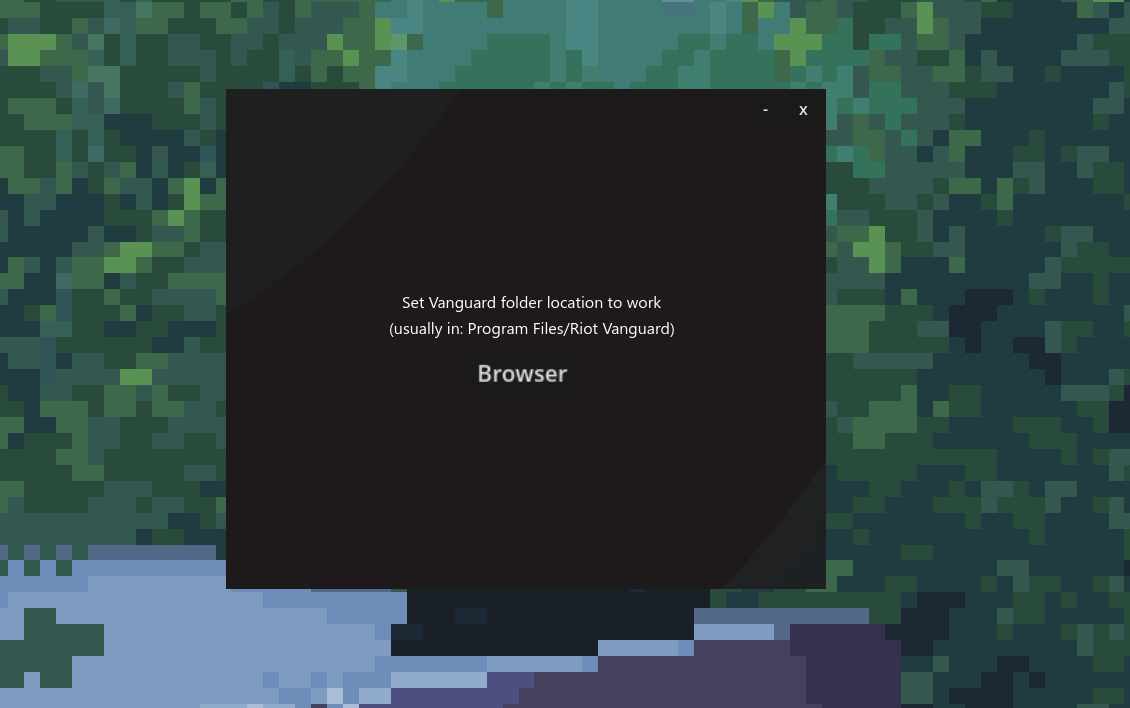 - x
Set Vanguard folder location to work
(usually in: Program Files/Riot Vanguard)
Browser